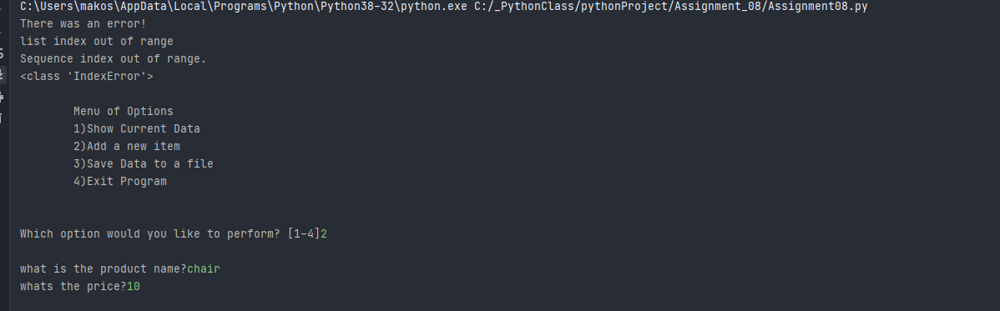 C:\Users\makos\AppData\Local\Programs\Python\Python38-32\python.exe C:/_PythonClass/pythonProject/Assignment_08/Assignment08.py
There was an error!
list index out of range
Sequence index out of range.
<class 'IndexError'>
Menu of Options
1)Show Current Data
2)Add a new item
3)Save Data to a file
4)Exit Program
Which option would you like to perform? [1-4]2
what is the product name?chair
whats the price?10